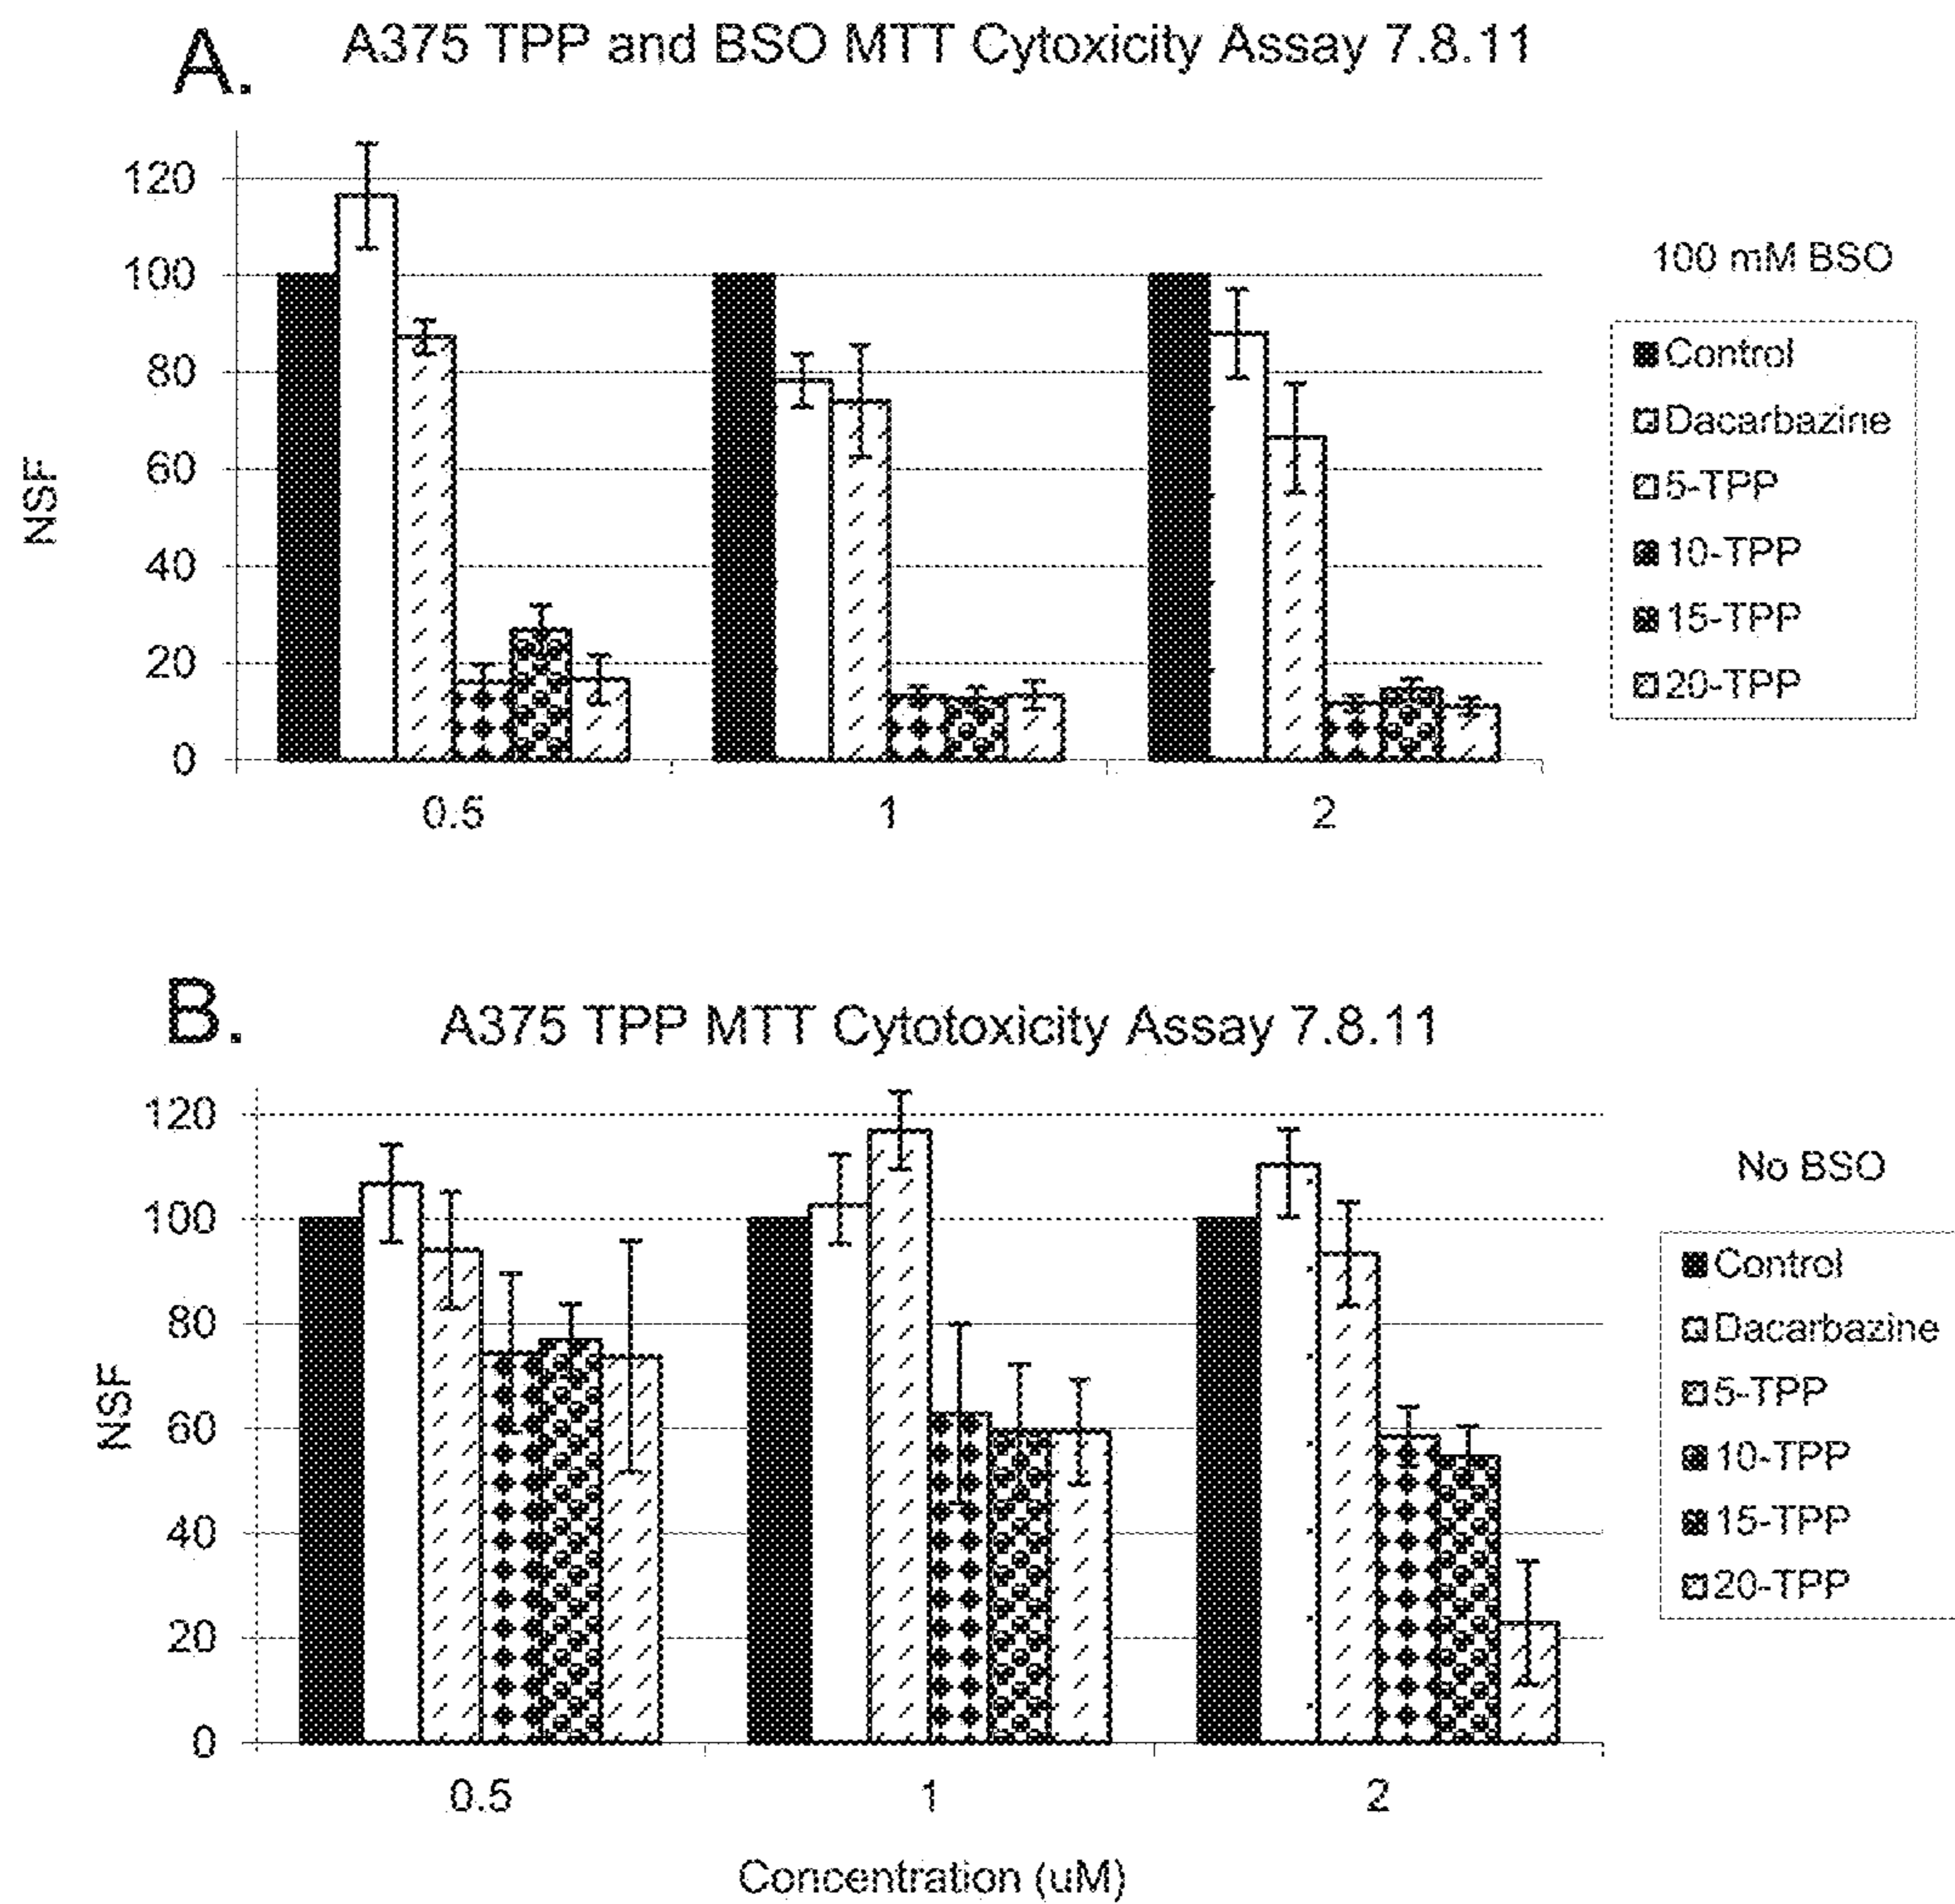 A.
A375 TPP and BSO MTT Cytoxicity Assay 7.8.11
120
100
80
60
40
20
0
NSF
0.5
1
2
100 mM BSO
Control
Dacarbazine
5-TPP
10-TPP
15-TPP
20-TPP
B.
A375 TPP MTT Cytotoxicity Assay 7.8.11
120
100
80
60
40
20
0
NSF
0.5
1
2
Concentration (uM)
No BSO
Control
Dacarbazine
5-TPP
10-TPP
15-TPP
20-TPP